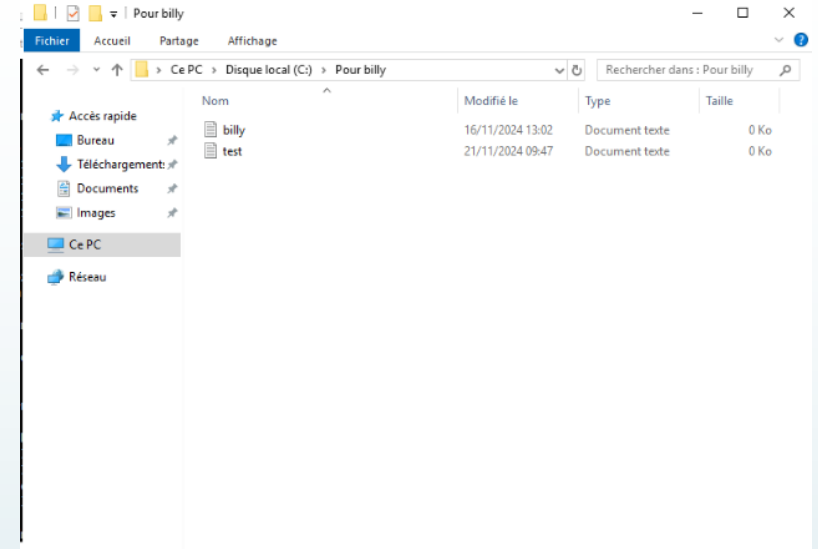 Pour billy
Fichier Accueil Partage Affichage
Ce PC > Disque local (C:) > Pour billy
Rechercher dans : Pour billy
Nom Modifié le Type Taille
Accès rapide
Bureau
Téléchargements
Documents
Images
Ce PC
Réseau
billy 16/11/2024 13:02 Document texte 0 Ko
test 21/11/2024 09:47 Document texte 0 Ko